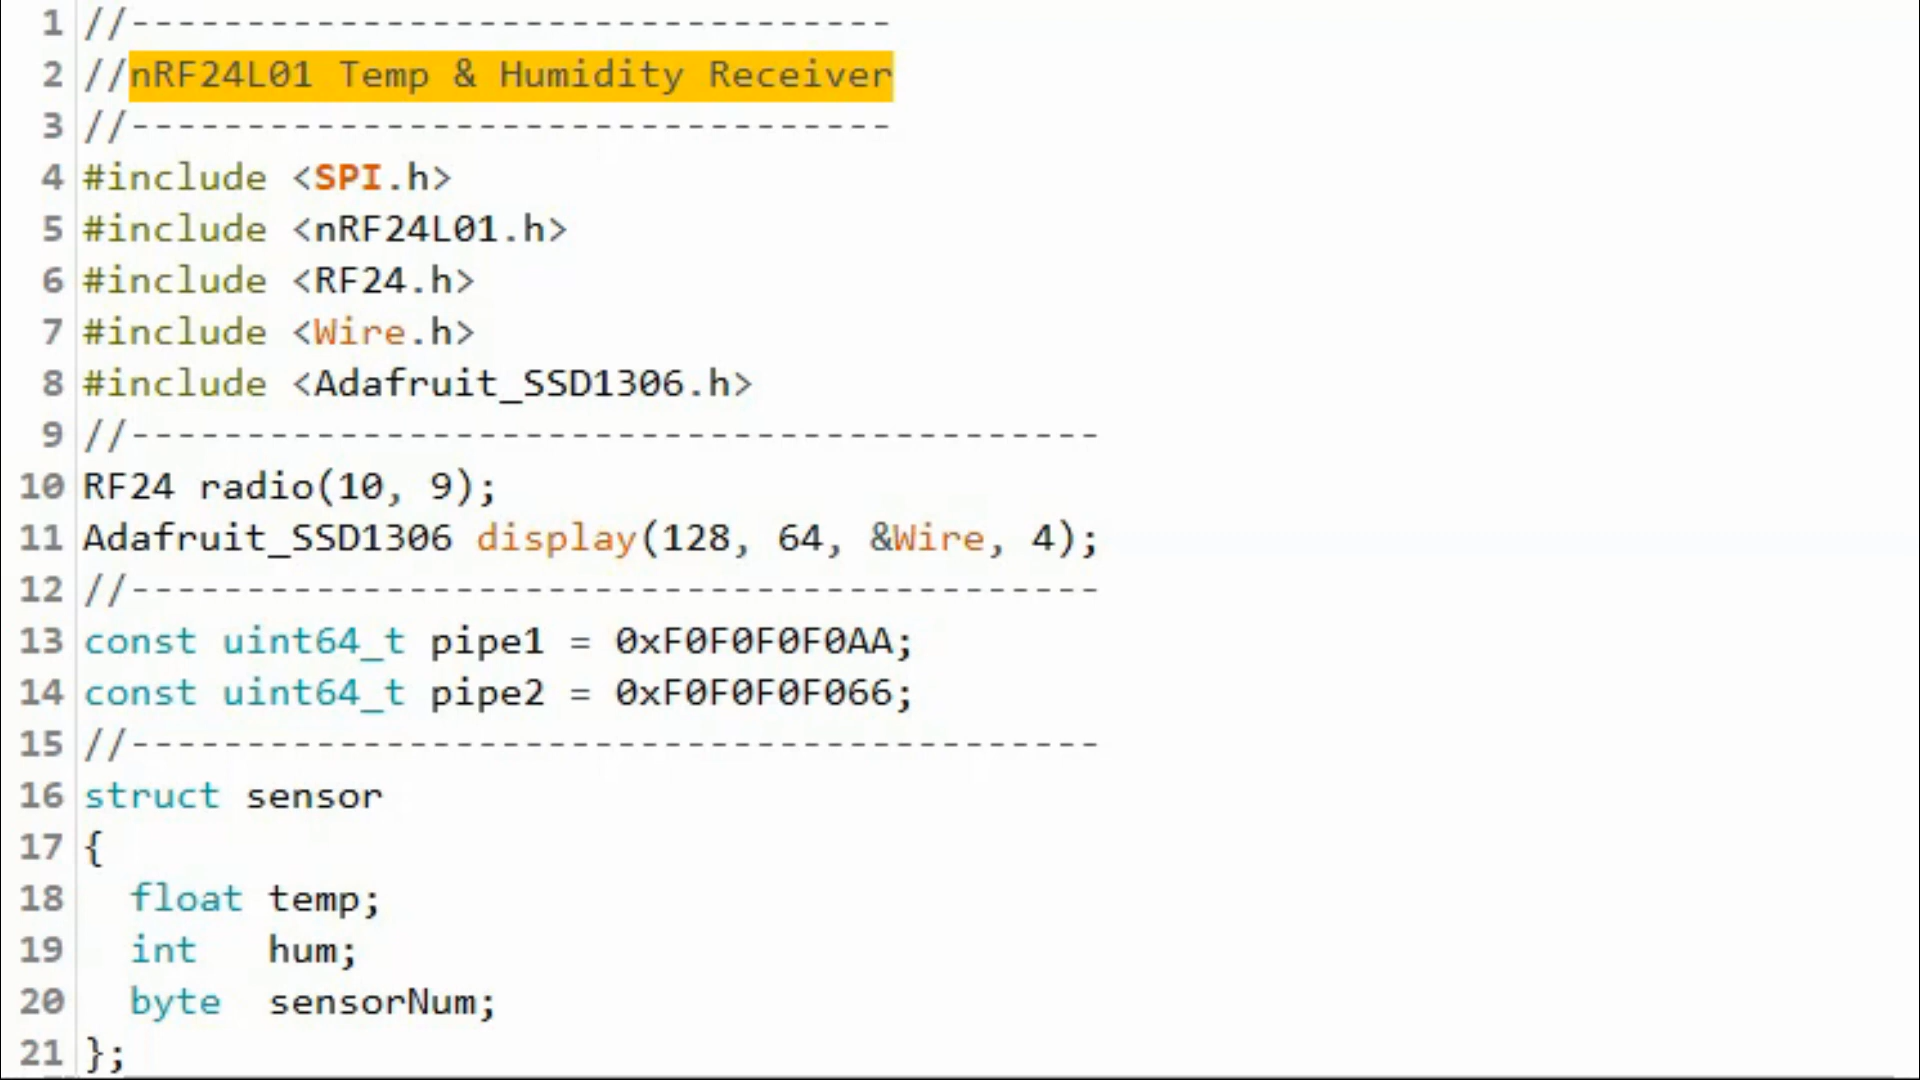 1 //---------------------------------
2 //nRF24L01 Temp & Humidity Receiver
3 //---------------------------------
4 #include <SPI.h>
5 #include <nRF24L01.h>
6 #include <RF24.h>
7 #include <Wire.h>
8 #include <Adafruit_SSD1306.h>
9 //------------------------------------------
10 RF24 radio(10, 9);
11 Adafruit_SSD1306 display(128, 64, &Wire, 4);
12 //------------------------------------------
13 const uint64_t pipe1 = 0xF0F0F0F0AA;
14 const uint64_t pipe2 = 0xF0F0F0F066;
15 //------------------------------------------
16 struct sensor
17 {
18   float temp;
19   int   hum;
20   byte  sensorNum;
21 };